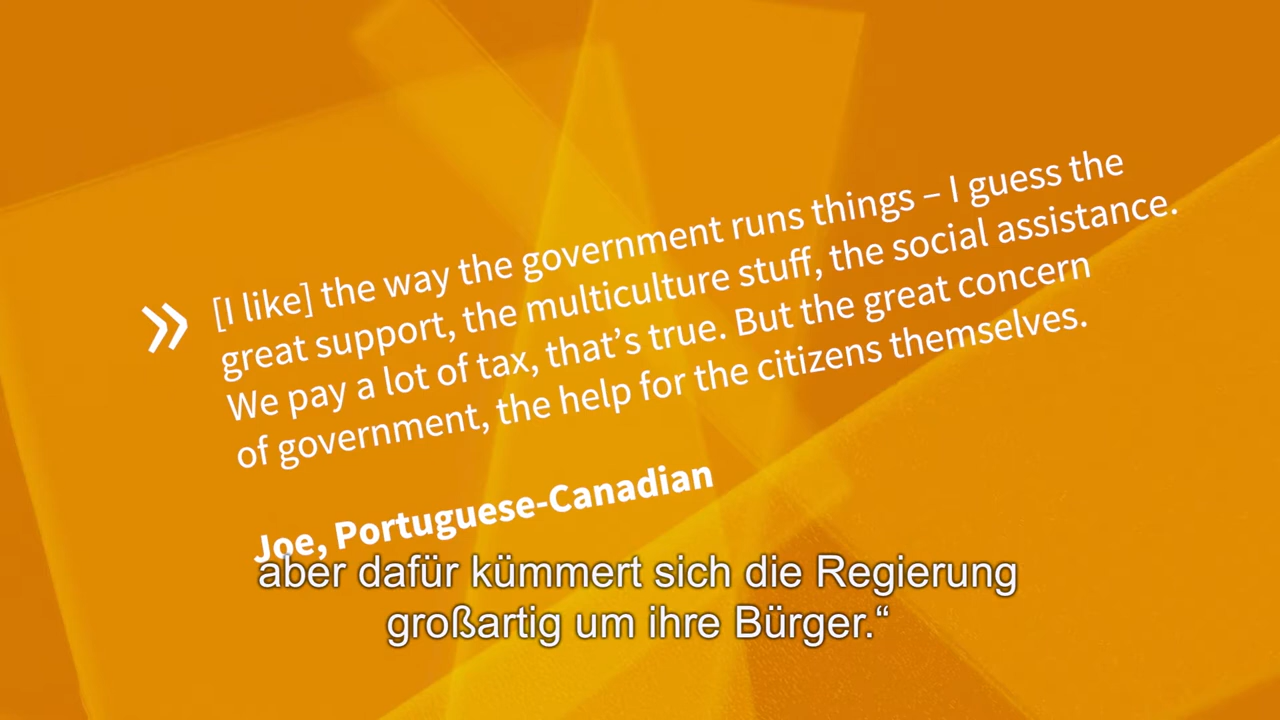 » [I like] the way the government runs things – I guess the
great support, the multiculture stuff, the social assistance.
We pay a lot of tax, that’s true. But the great concern
of government, the help for the citizens themselves.
Joe, Portuguese-Canadian
aber dafür kümmert sich die Regierung
großartig um ihre Bürger.“